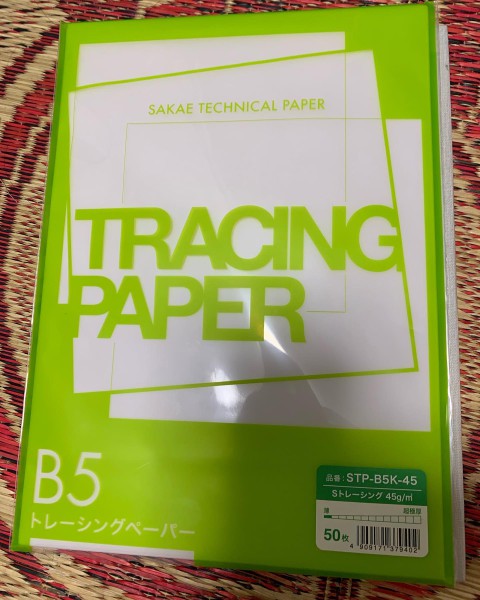 SAKAE TECHNICAL PAPER
TRACING
PAPER
B5
トレーシングペーパー
品番：STP-B5K-45
Sトレーシング 45g/㎡
薄 超極厚
50枚
4 909171 379402